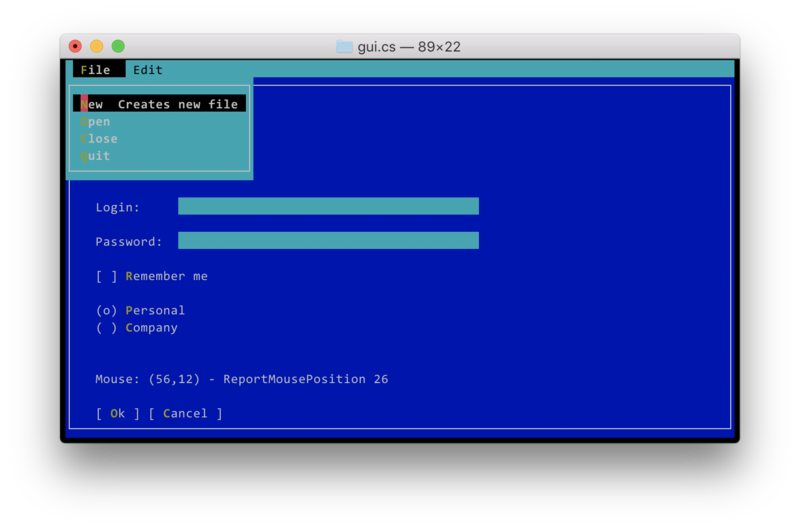 gui.cs — 89×22
File Edit
New Creates new file
Open
Close
Quit
Login:
Password:
[ ] Remember me
(o) Personal
( ) Company
Mouse: (56,12) - ReportMousePosition 26
[ Ok ] [ Cancel ]